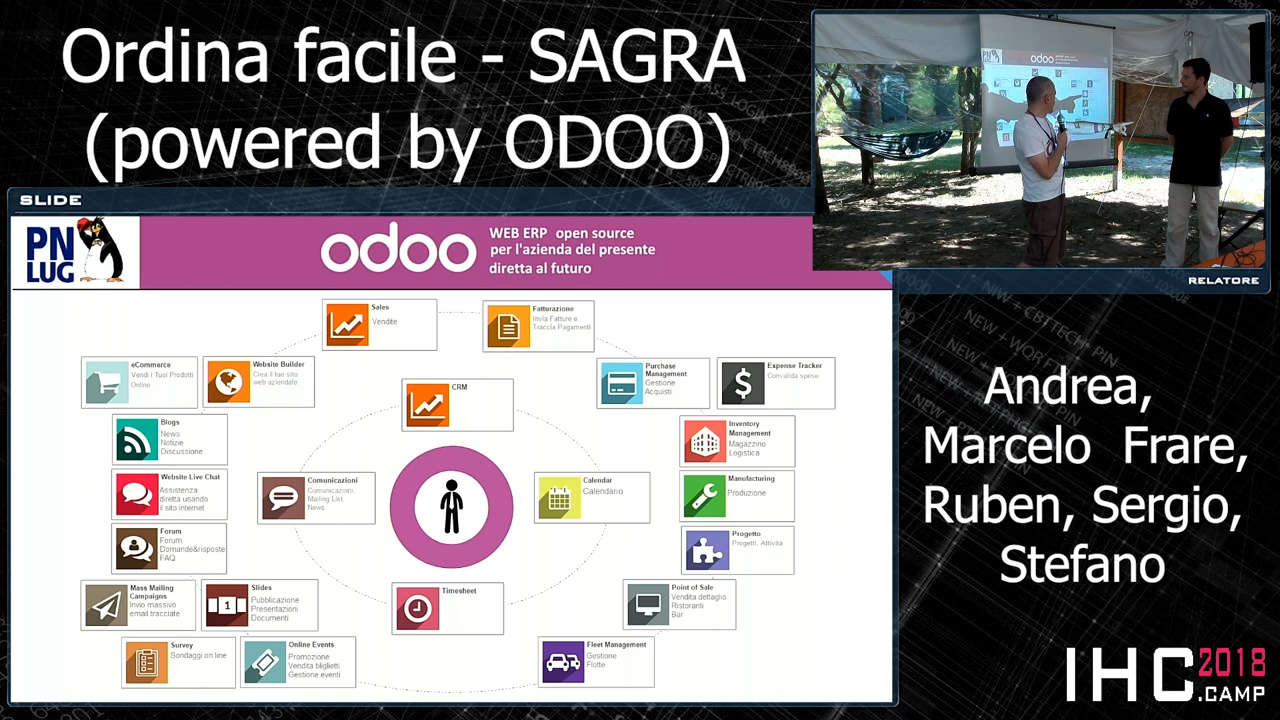 Ordina facile - SAGRA
(powered by ODOO)
SLIDE
PN
LUG
odoo
WEB ERP open source
per l'azienda del presente
diretta al futuro
RELATORE
Sales
Vendite
Fatturazione
Invia Fatture e
Traccia Pagamenti
eCommerce
Vendi i Tuoi Prodotti
Online
Website Builder
Crea il tuo sito
web aziendale
CRM
Purchase
Management
Gestione
Acquisti
Expense Tracker
Convalida spese
Blogs
News
Notizie
Discussione
Inventory
Management
Magazzino
Logistica
Website Live Chat
Assistenza
diretta usando
il sito internet
Comunicazioni
Comunicazioni
Mailing List,
News
Calendar
Calendario
Manufacturing
Produzione
Forum
Forum
Domande&risposte
FAQ
Progetto
Progetti, Attività
Mass Mailing
Campaigns
Invio massivo
email tracciate
1
Slides
Pubblicazione
Presentazioni
Documenti
Timesheet
Point of Sale
Vendita dettaglio
Ristoranti
Bar
Survey
Sondaggi on line
Online Events
Promozione
Vendita biglietti
Gestione eventi
Fleet Management
Gestione
Flotte
Andrea,
Marcelo Frare,
Ruben, Sergio,
Stefano
IHC 2018
.CAMP